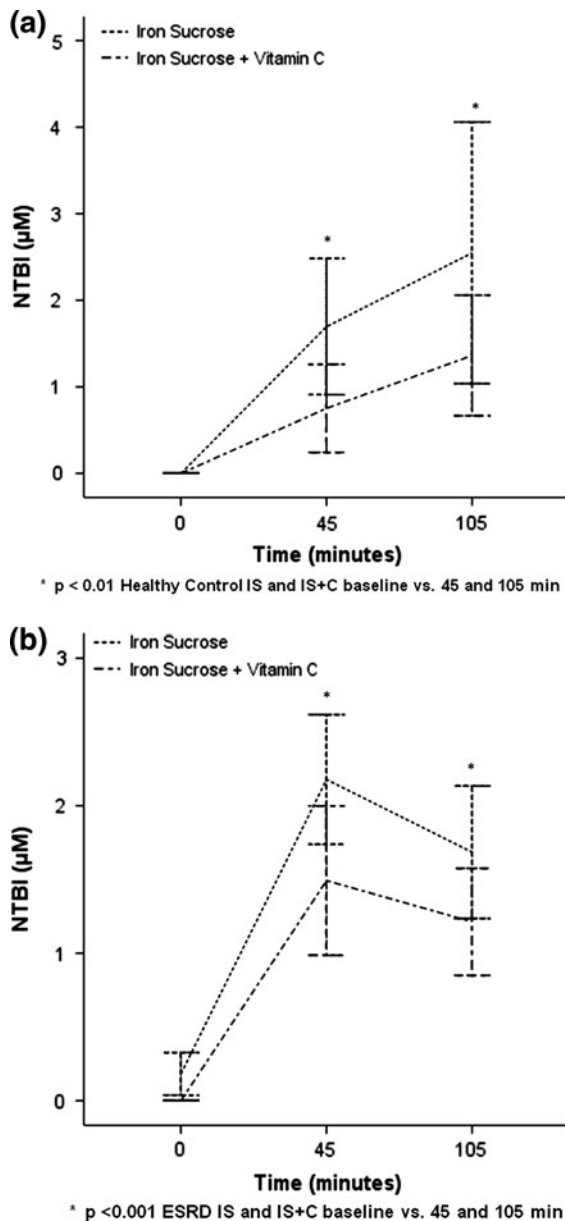 (a)
Iron Sucrose
Iron Sucrose + Vitamin C
5
4
3
2
1
0
NTBI (µM)
0 45 105
Time (minutes)
* *
* p < 0.01 Healthy Control IS and IS+C baseline vs. 45 and 105 min
(b)
Iron Sucrose
Iron Sucrose + Vitamin C
3
2
1
0
NTBI (µM)
0 45 105
Time (minutes)
* *
* p <0.001 ESRD IS and IS+C baseline vs. 45 and 105 min